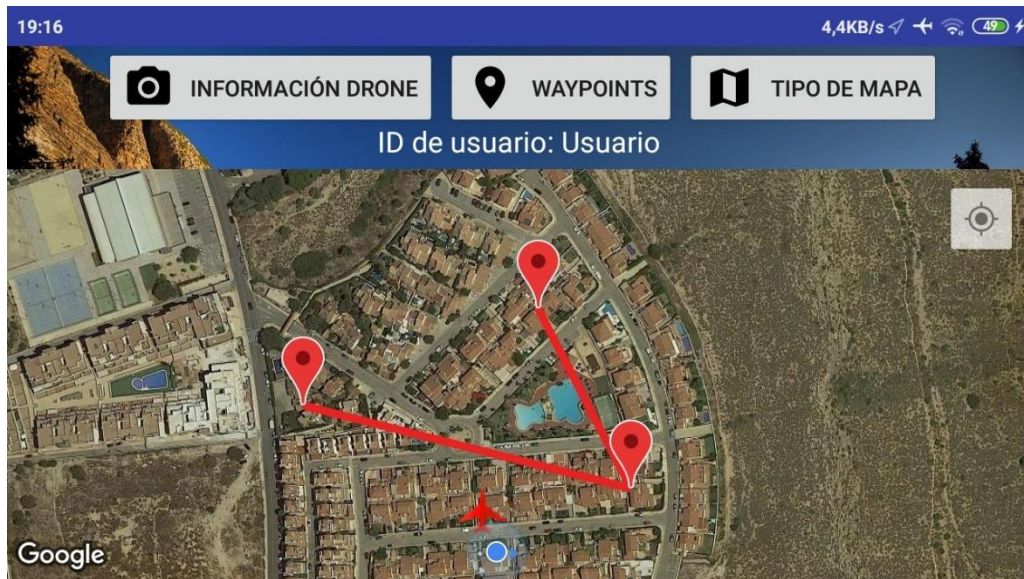 19:16
4,4KB/s
49
INFORMACIÓN DRONE
WAYPOINTS
TIPO DE MAPA
ID de usuario: Usuario
Google